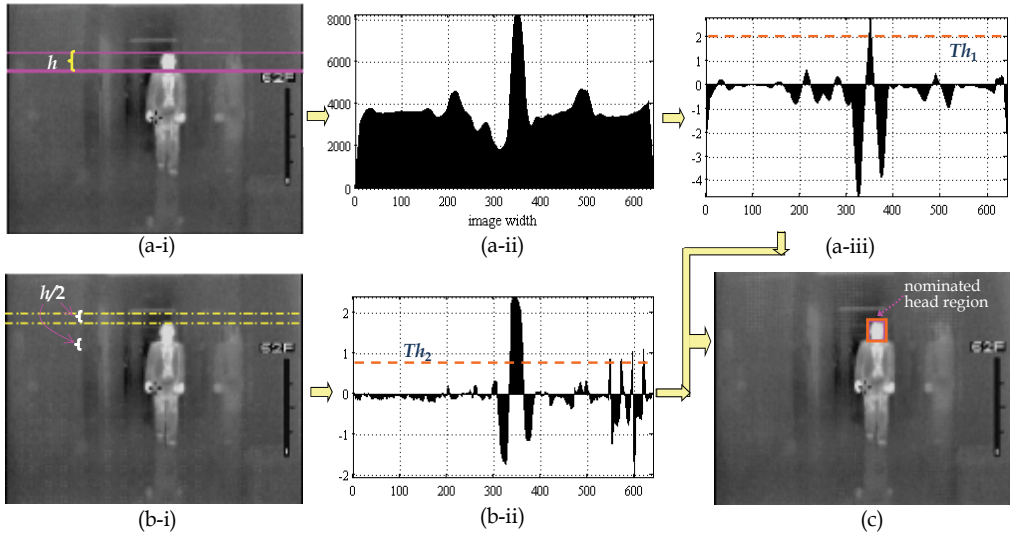 h
62F
(a-i)
8000
6000
4000
2000
0
0 100 200 300 400 500 600
image width
(a-ii)
2
1
0
-1
-2
-3
-4
0 100 200 300 400 500 600
Th1
(a-iii)
h/2
62F
(b-i)
2
1
0
-1
-2
0 100 200 300 400 500 600
Th2
(b-ii)
nominated
head region
62F
(c)